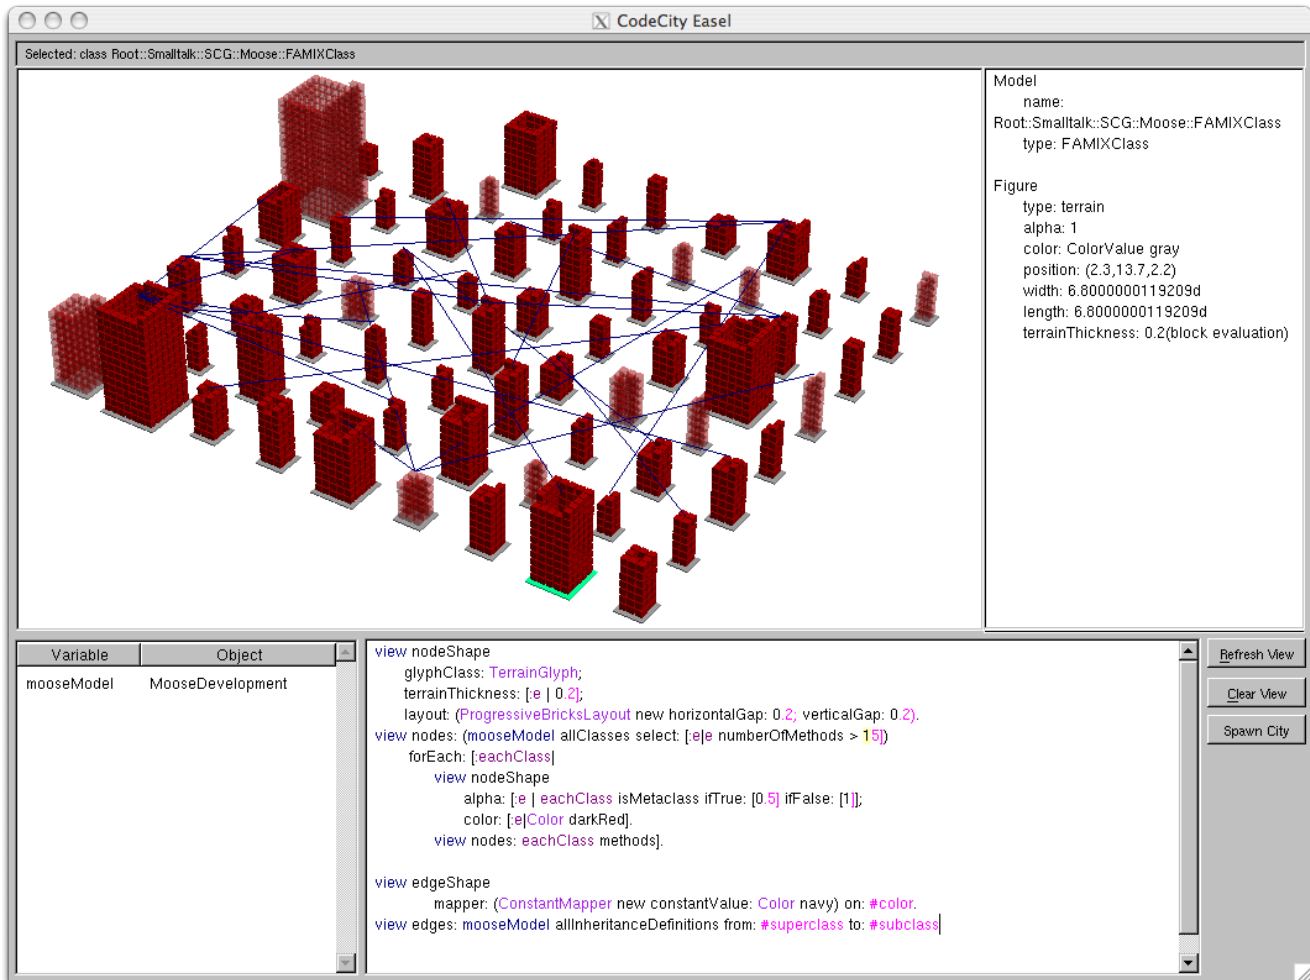 CodeCity Easel
Selected: class Root::Smalltalk::SCG::Moose::FAMIXClass
Model
name:
Root::Smalltalk::SCG::Moose::FAMIXClass
type: FAMIXClass
Figure
type: terrain
alpha: 1
color: ColorValue gray
position: (2.3,13.7,2.2)
width: 6.8000000119209d
length: 6.8000000119209d
terrainThickness: 0.2(block evaluation)
Variable Object
mooseModel MooseDevelopment
view nodeShape
glyphClass: TerrainGlyph;
terrainThickness: [:e | 0.2];
layout: (ProgressiveBricksLayout new horizontalGap: 0.2; verticalGap: 0.2).
view nodes: (mooseModel allClasses select: [:e|e numberOfMethods > 15])
forEach: [:eachClass|
view nodeShape
alpha: [:e | eachClass isMetaclass ifTrue: [0.5] ifFalse: [1]];
color: [:e|Color darkRed].
view nodes: eachClass methods].
view edgeShape
mapper: (ConstantMapper new constantValue: Color navy) on: #color.
view edges: mooseModel allInheritanceDefinitions from: #superclass to: #subclass
Refresh View
Clear View
Spawn City